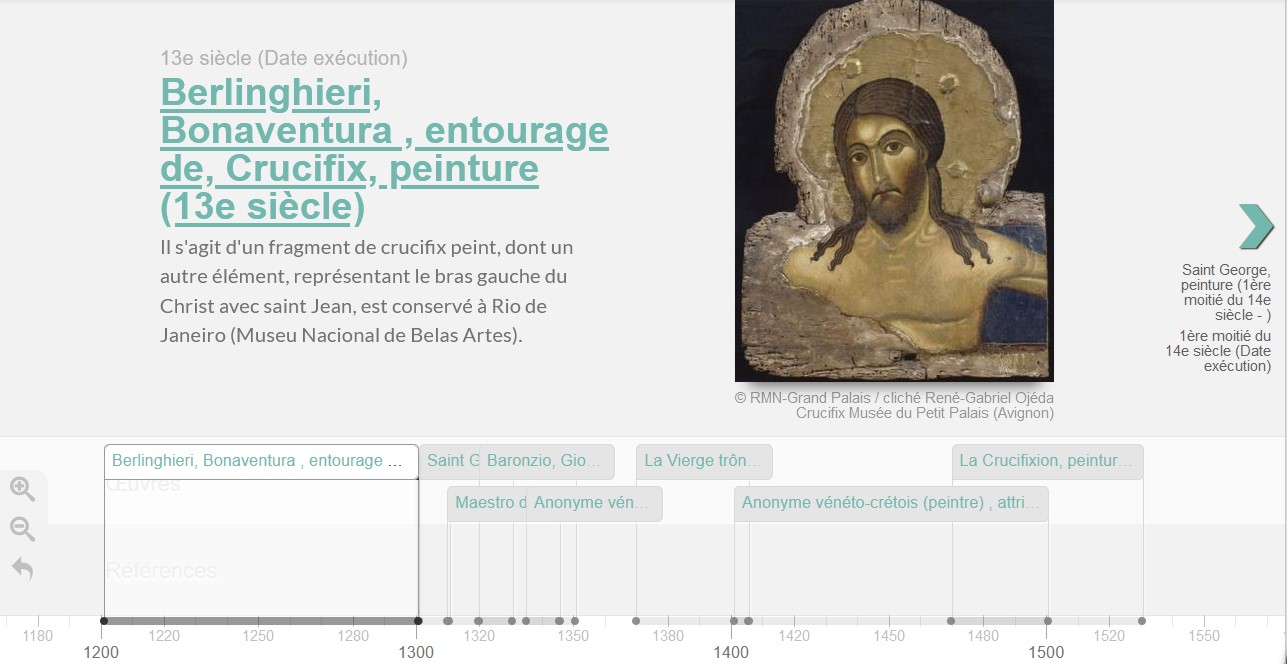 13e siècle (Date exécution)
Berlinghieri,
Bonaventura , entourage
de, Crucifix, peinture
(13e siècle)
Il s'agit d'un fragment de crucifix peint, dont un
autre élément, représentant le bras gauche du
Christ avec saint Jean, est conservé à Rio de
Janeiro (Museu Nacional de Belas Artes).
© RMN-Grand Palais / cliché René-Gabriel Ojéda
Crucifix Musée du Petit Palais (Avignon)
Saint George,
peinture (1ère
moitié du 14e
siècle - )
1ère moitié du
14e siècle (Date
exécution)
Berlinghieri, Bonaventura , entourage ...
Saint G
Baronzio, Gio...
La Vierge trôn...
La Crucifixion, peintur...
Œuvres
Maestro d
Anonyme vén...
Anonyme vénéto-crétois (peintre) , attri...
Références
1180 1220 1250 1280 1320 1350 1380 1420 1450 1480 1520 1550
1200 1300 1400 1500